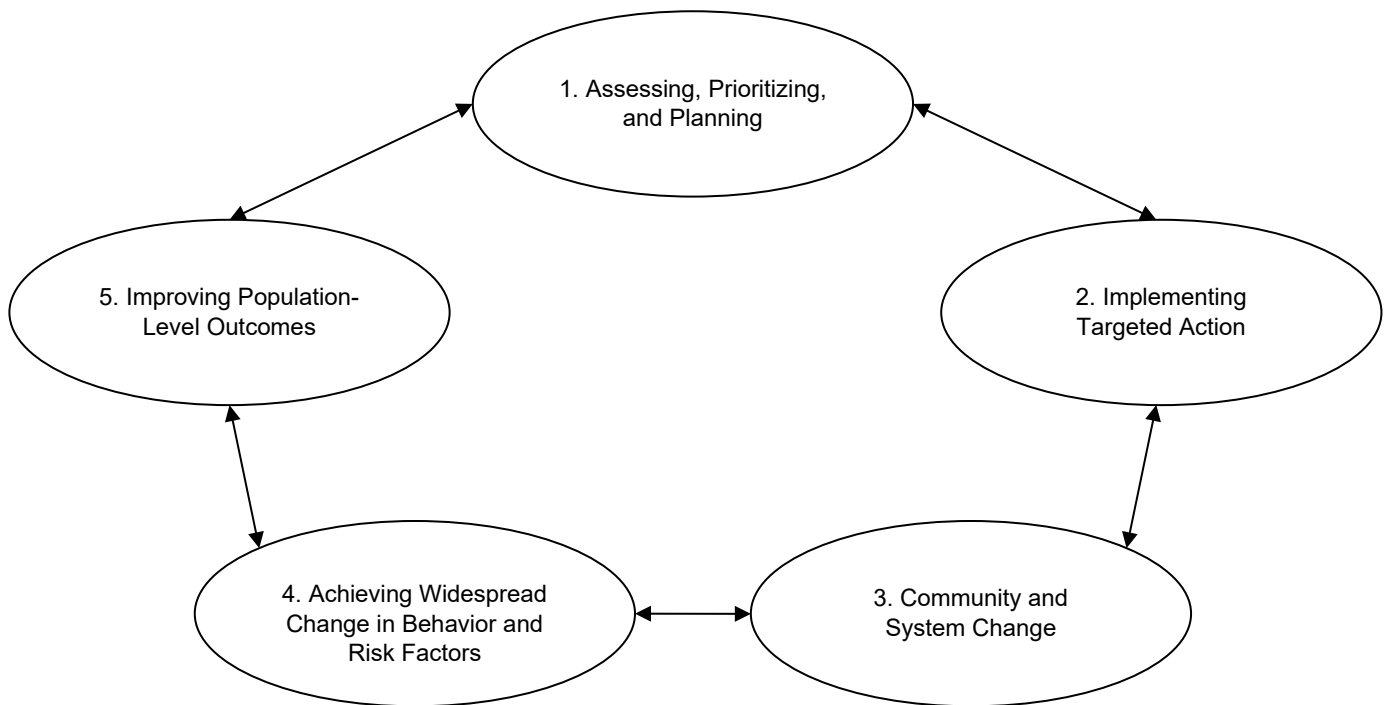 1. Assessing, Prioritizing,
and Planning
2. Implementing
Targeted Action
3. Community and
System Change
4. Achieving Widespread
Change in Behavior and
Risk Factors
5. Improving Population-
Level Outcomes